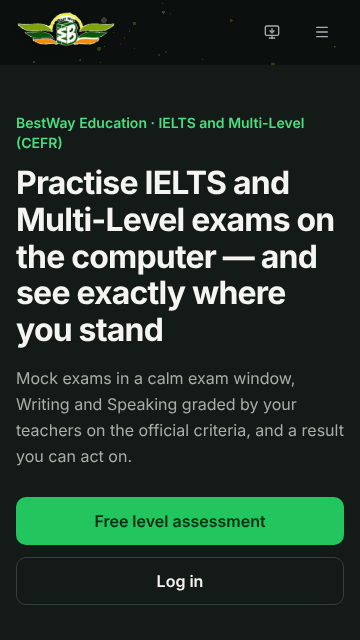 BestWay Education · IELTS and Multi-Level
(CEFR)
Practise IELTS and
Multi-Level exams on
the computer — and
see exactly where
you stand
Mock exams in a calm exam window,
Writing and Speaking graded by your
teachers on the official criteria, and a result
you can act on.
Free level assessment
Log in